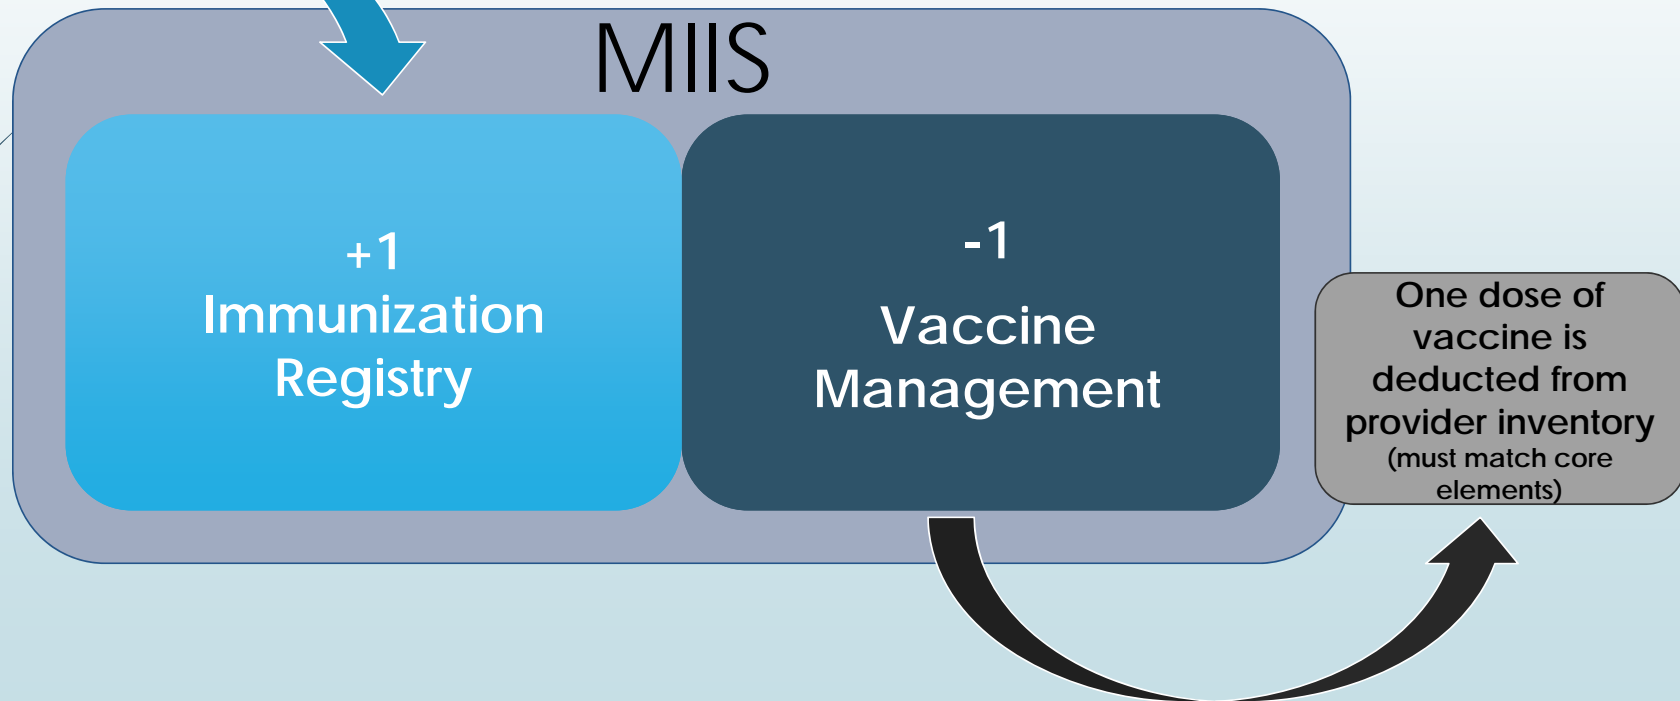 MIIS
+1
Immunization
Registry
-1
Vaccine
Management
One dose of
vaccine is
deducted from
provider inventory
(must match core
elements)